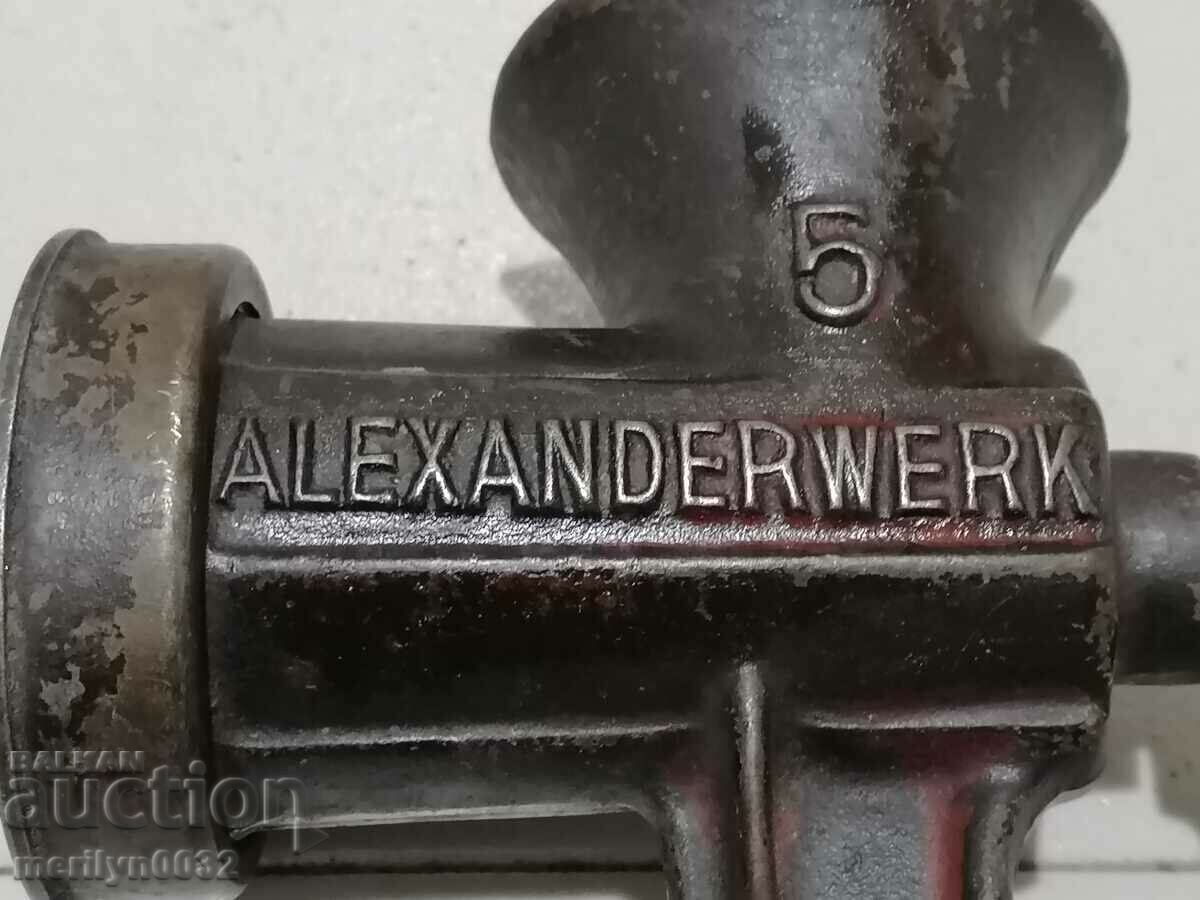 5
ALEXANDERWERK
BALKAN
auction
merilyn0032